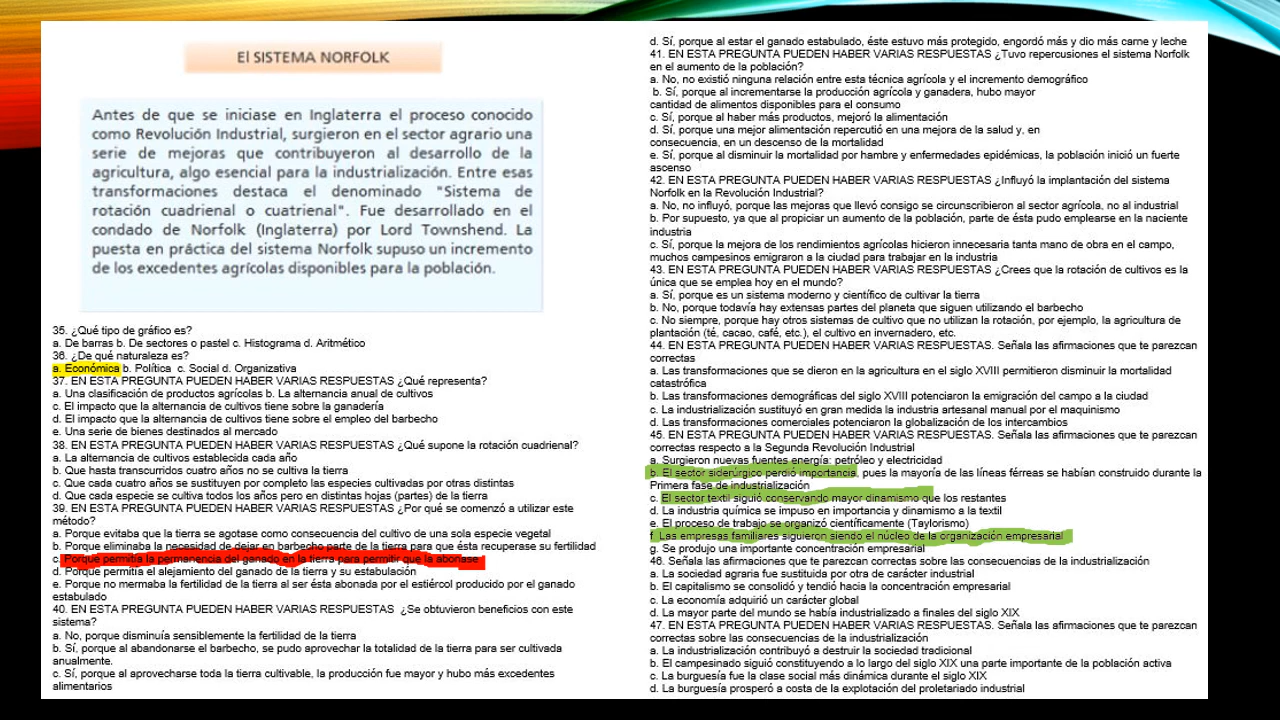 El SISTEMA NORFOLK
Antes de que se iniciase en Inglaterra el proceso conocido
como Revolución Industrial, surgieron en el sector agrario una
serie de mejoras que contribuyeron al desarrollo de la
agricultura, algo esencial para la industrialización. Entre esas
transformaciones destaca el denominado "Sistema de
rotación cuadrienal o cuatrienal". Fue desarrollado en el
condado de Norfolk (Inglaterra) por Lord Townshend. La
puesta en práctica del sistema Norfolk supuso un incremento
de los excedentes agrícolas disponibles para la población.
35. ¿Qué tipo de gráfico es?
a. De barras b. De sectores o pastel c. Histograma d. Aritmético
36. ¿De qué naturaleza es?
a. Económica b. Política c. Social d. Organizativa
37. EN ESTA PREGUNTA PUEDEN HABER VARIAS RESPUESTAS ¿Qué representa?
a. Una clasificación de productos agrícolas b. La alternancia anual de cultivos
c. El impacto que la alternancia de cultivos tiene sobre la ganadería
d. El impacto que la alternancia de cultivos tiene sobre el empleo del barbecho
e. Una serie de bienes destinados al mercado
38. EN ESTA PREGUNTA PUEDEN HABER VARIAS RESPUESTAS ¿Qué supone la rotación cuadrienal?
a. La alternancia de cultivos establecida cada año
b. Que hasta transcurridos cuatro años no se cultiva la tierra
c. Que cada cuatro años se sustituyen por completo las especies cultivadas por otras distintas
d. Que cada especie se cultiva todos los años pero en distintas hojas (partes) de la tierra
39. EN ESTA PREGUNTA PUEDEN HABER VARIAS RESPUESTAS ¿Por qué se comenzó a utilizar este
método?
a. Porque evitaba que la tierra se agotase como consecuencia del cultivo de una sola especie vegetal
b. Porque eliminaba la necesidad de dejar en barbecho parte de la tierra para que ésta recuperase su fertilidad
c. Porque permitía la permanencia del ganado en la tierra para permitir que la abonase
d. Porque permitía el alejamiento del ganado de la tierra y su estabulación
e. Porque no mermaba la fertilidad de la tierra al ser ésta abonada por el estiércol producido por el ganado
estabulado
40. EN ESTA PREGUNTA PUEDEN HABER VARIAS RESPUESTAS ¿Se obtuvieron beneficios con este
sistema?
a. No, porque disminuía sensiblemente la fertilidad de la tierra
b. Sí, porque al abandonarse el barbecho, se pudo aprovechar la totalidad de la tierra para ser cultivada
anualmente.
c. Sí, porque al aprovecharse toda la tierra cultivable, la producción fue mayor y hubo más excedentes
alimentarios
d. Sí, porque al estar el ganado estabulado, éste estuvo más protegido, engordó más y dio más carne y leche
41. EN ESTA PREGUNTA PUEDEN HABER VARIAS RESPUESTAS ¿Tuvo repercusiones el sistema Norfolk
en el aumento de la población?
a. No, no existió ninguna relación entre esta técnica agrícola y el incremento demográfico
b. Sí, porque al incrementarse la producción agrícola y ganadera, hubo mayor
cantidad de alimentos disponibles para el consumo
c. Sí, porque al haber más productos, mejoró la alimentación
d. Sí, porque una mejor alimentación repercutió en una mejora de la salud y, en
consecuencia, en un descenso de la mortalidad
e. Sí, porque al disminuir la mortalidad por hambre y enfermedades epidémicas, la población inició un fuerte
ascenso
42. EN ESTA PREGUNTA PUEDEN HABER VARIAS RESPUESTAS ¿Influyó la implantación del sistema
Norfolk en la Revolución Industrial?
a. No, no influyó, porque las mejoras que llevó consigo se circunscribieron al sector agrícola, no al industrial
b. Por supuesto, ya que al propiciar un aumento de la población, parte de ésta pudo emplearse en la naciente
industria
c. Sí, porque la mejora de los rendimientos agrícolas hicieron innecesaria tanta mano de obra en el campo,
muchos campesinos emigraron a la ciudad para trabajar en la industria
43. EN ESTA PREGUNTA PUEDEN HABER VARIAS RESPUESTAS ¿Crees que la rotación de cultivos es la
única que se emplea hoy en el mundo?
a. Sí, porque es un sistema moderno y científico de cultivar la tierra
b. No, porque todavía hay extensas partes del planeta que siguen utilizando el barbecho
c. No siempre, porque hay otros sistemas de cultivo que no utilizan la rotación, por ejemplo, la agricultura de
plantación (té, cacao, café, etc.), el cultivo en invernadero, etc.
44. EN ESTA PREGUNTA PUEDEN HABER VARIAS RESPUESTAS. Señala las afirmaciones que te parezcan
correctas
a. Las transformaciones que se dieron en la agricultura en el siglo XVIII permitieron disminuir la mortalidad
catastrófica
b. Las transformaciones demográficas del siglo XVIII potenciaron la emigración del campo a la ciudad
c. La industrialización sustituyó en gran medida la industria artesanal manual por el maquinismo
d. Las transformaciones comerciales potenciaron la globalización de los intercambios
45. EN ESTA PREGUNTA PUEDEN HABER VARIAS RESPUESTAS. Señala las afirmaciones que te parezcan
correctas respecto a la Segunda Revolución Industrial
a. Surgieron nuevas fuentes energía: petróleo y electricidad
b. El sector siderúrgico perdió importancia, pues la mayoría de las líneas férreas se habían construido durante la
Primera fase de industrialización
c. El sector textil siguió conservando mayor dinamismo que los restantes
d. La industria química se impuso en importancia y dinamismo a la textil
e. El proceso de trabajo se organizó científicamente (Taylorismo)
f. Las empresas familiares siguieron siendo el núcleo de la organización empresarial
g. Se produjo una importante concentración empresarial
46. Señala las afirmaciones que te parezcan correctas sobre las consecuencias de la industrialización
a. La sociedad agraria fue sustituida por otra de carácter industrial
b. El capitalismo se consolidó y tendió hacia la concentración empresarial
c. La economía adquirió un carácter global
d. La mayor parte del mundo se había industrializado a finales del siglo XIX
47. EN ESTA PREGUNTA PUEDEN HABER VARIAS RESPUESTAS. Señala las afirmaciones que te parezcan
correctas sobre las consecuencias de la industrialización
a. La industrialización contribuyó a destruir la sociedad tradicional
b. El campesinado siguió constituyendo a lo largo del siglo XIX una parte importante de la población activa
c. La burguesía fue la clase social más dinámica durante el siglo XIX
d. La burguesía prosperó a costa de la explotación del proletariado industrial